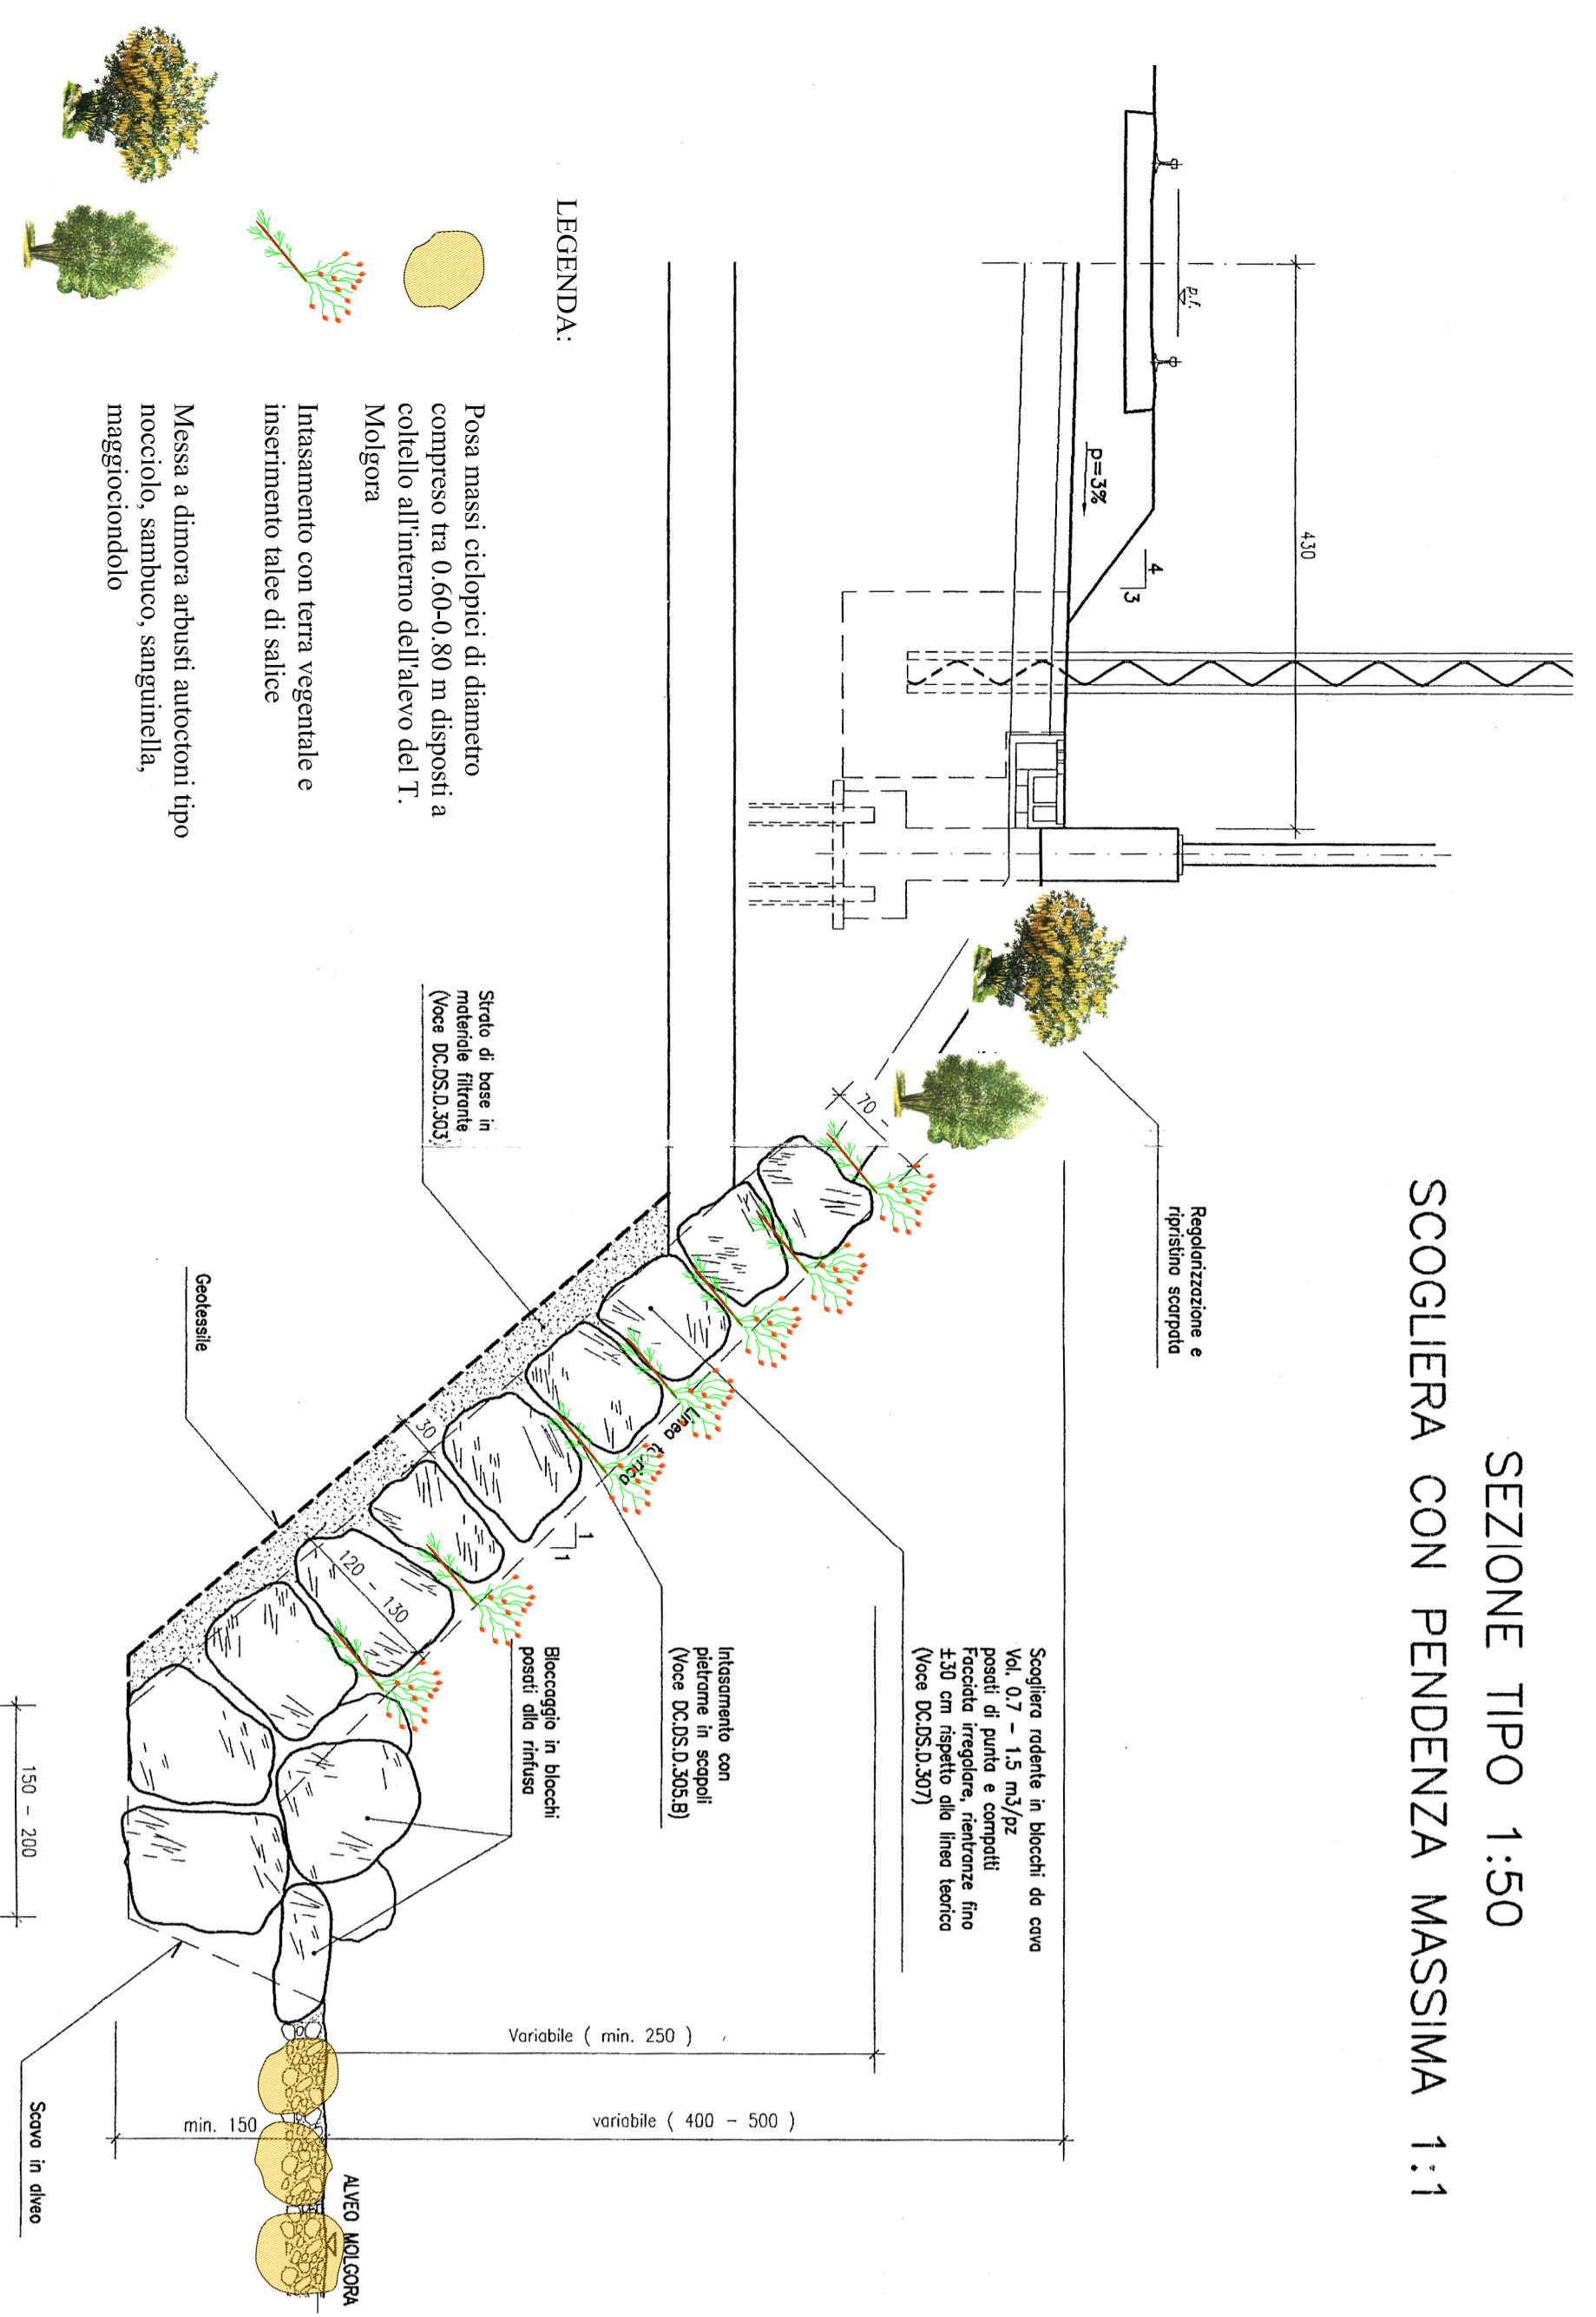 SEZIONE TIPO 1:50
SCOGLIERA CON PENDENZA MASSIMA 1:1
430
p.f.
p=3%
4
3
Regolarizzazione e
ripristino scarpata
70
Scogliera radente in blocchi da cava
Vol. 0.7 - 1.5 m3/pz
posati di punta e compatti
Facciata irregolare, rientranze fino
±30 cm rispetto alla linea teorica
(Voce DC.DS.D.307)
Intasamento con
pietrame in scapoli
(Voce DC.DS.D.305.B)
Linea teorica
1
1
Bloccaggio in blocchi
posati alla rinfusa
Strato di base in
materiale filtrante
(Voce DC.DS.D.303)
30
120 - 130
Geotessile
Variabile ( min. 250 )
variabile ( 400 - 500 )
min. 150
ALVEO MOLGORA
150 - 200
Scavo in alveo
LEGENDA:
Posa massi ciclopici di diametro
compreso tra 0.60-0.80 m disposti a
coltello all'interno dell'alevo del T.
Molgora
Intasamento con terra vegentale e
inserimento talee di salice
Messa a dimora arbusti autoctoni tipo
nocciolo, sambuco, sanguinella,
maggiociondolo